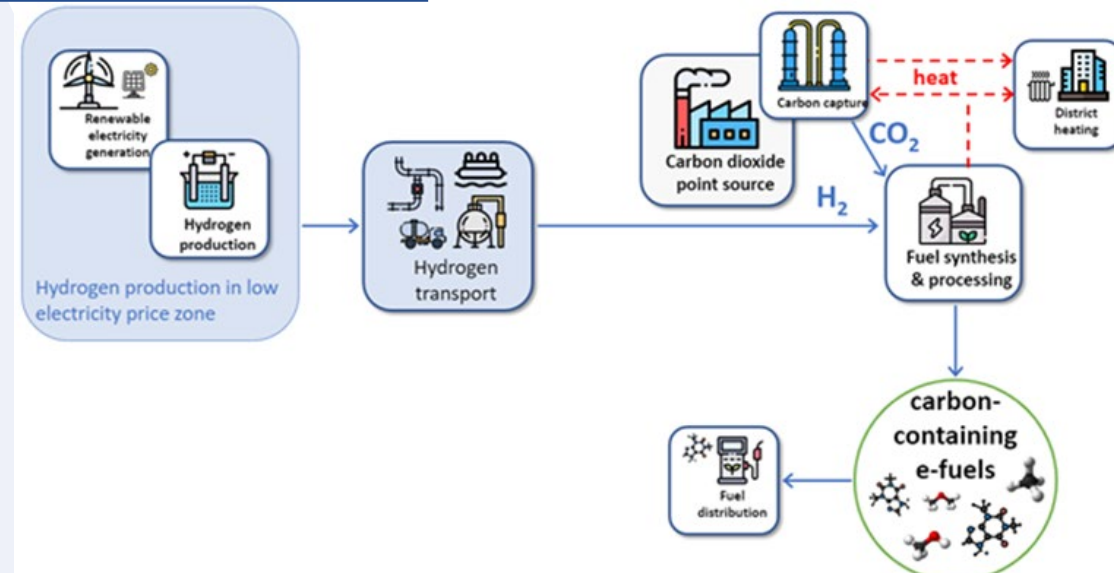 Renewable
electricity
generation
+ -
Hydrogen
production
Hydrogen production in low
electricity price zone
Hydrogen
transport
H2
Carbon dioxide
point source
Carbon capture
CO2
heat
District
heating
Fuel synthesis
& processing
carbon-
containing
e-fuels
Fuel
distribution